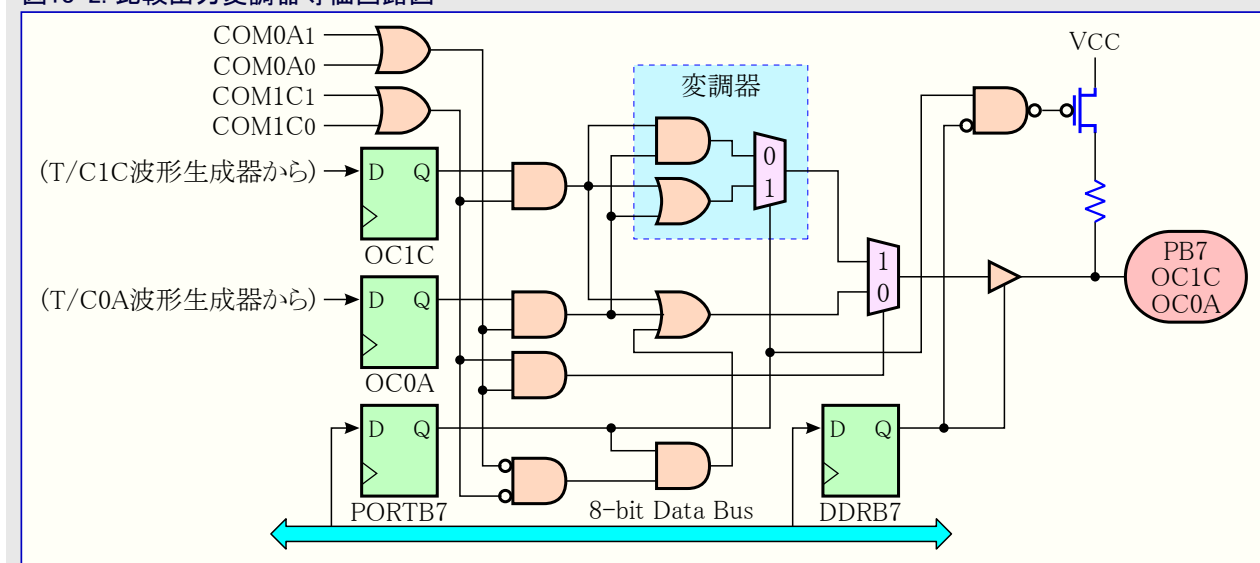 COM0A1
COM0A0
COM1C1
COM1C0
(T/C1C波形生成器から)
D Q
OC1C
(T/C0A波形生成器から)
D Q
OC0A
D Q
PORTB7
変調器
0
1
1
0
VCC
PB7
OC1C
OC0A
D Q
DDRB7
8-bit Data Bus